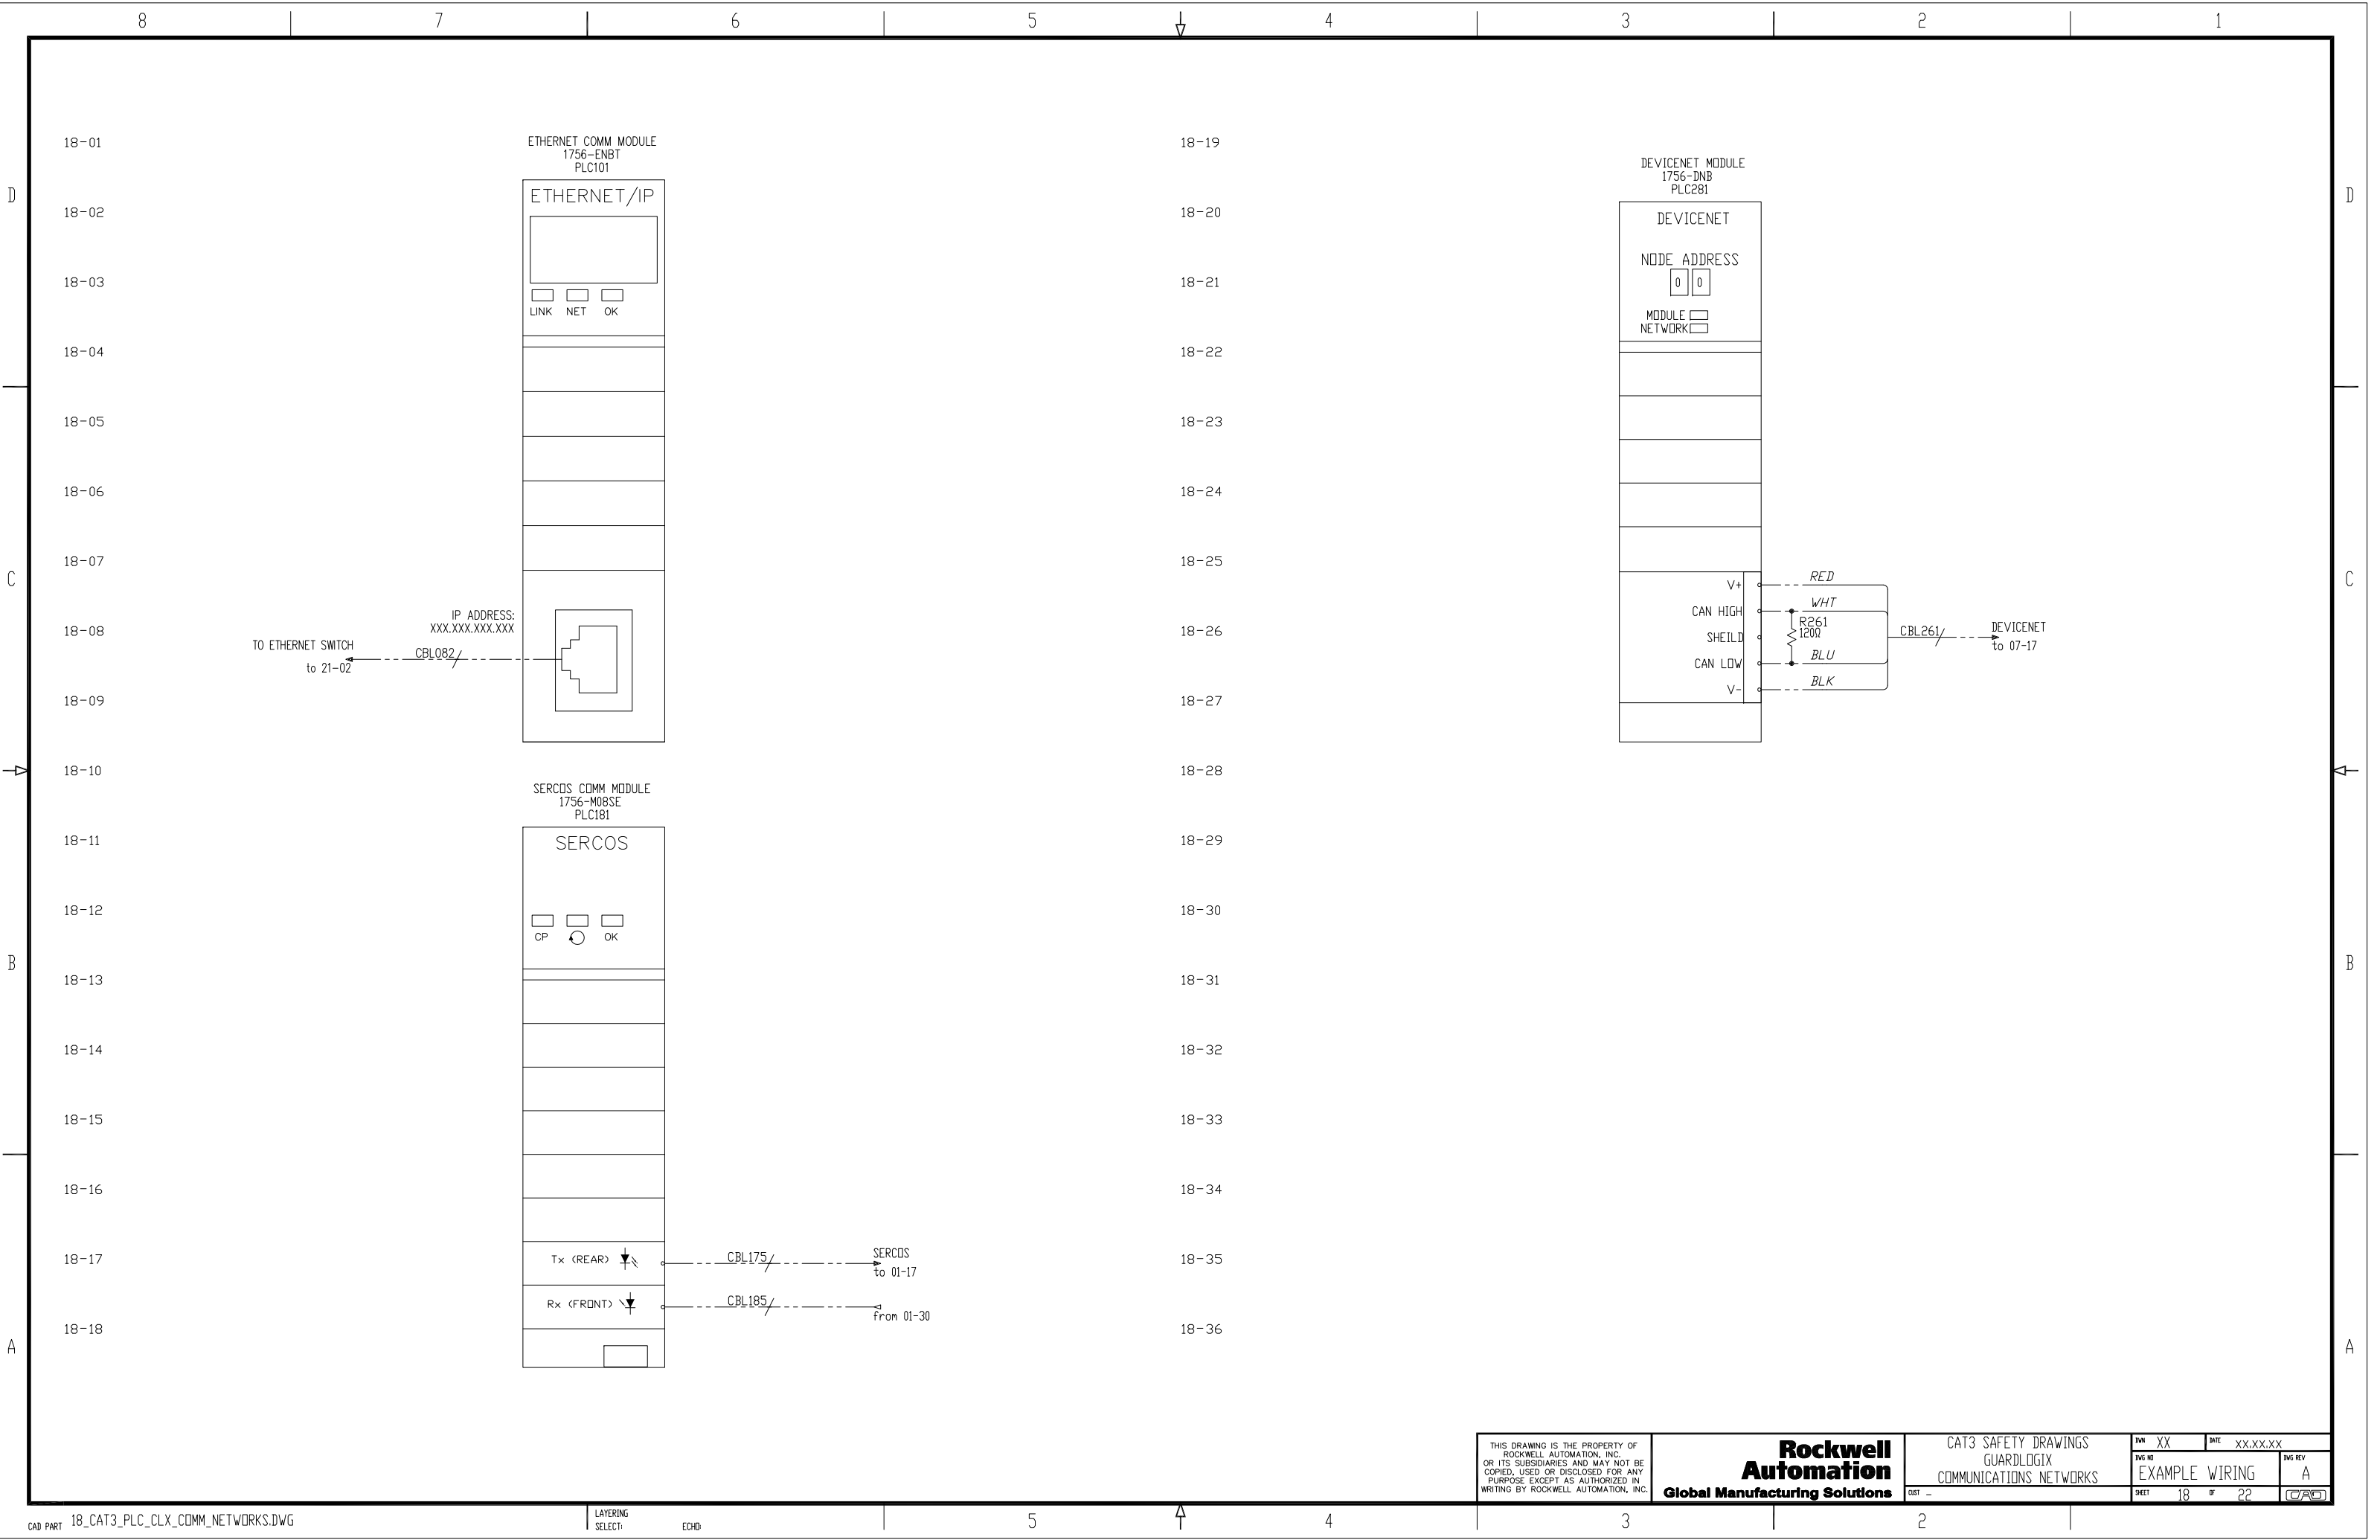 8 7 6 5 4 3 2 1
D
C
B
A
18-01
18-02
18-03
18-04
18-05
18-06
18-07
18-08
18-09
18-10
18-11
18-12
18-13
18-14
18-15
18-16
18-17
18-18
ETHERNET COMM MODULE
1756-ENBT
PLC101
ETHERNET/IP
LINK NET OK
IP ADDRESS:
XXX.XXX.XXX.XXX
TO ETHERNET SWITCH
to 21-02
CBL082
SERCOS COMM MODULE
1756-M08SE
PLC181
SERCOS
CP OK
Tx (REAR)
CBL175
SERCOS
to 01-17
Rx (FRONT)
CBL185
from 01-30
18-19
18-20
18-21
18-22
18-23
18-24
18-25
18-26
18-27
18-28
18-29
18-30
18-31
18-32
18-33
18-34
18-35
18-36
DEVICENET MODULE
1756-DNB
PLC281
DEVICENET
NODE ADDRESS
0 0
MODULE
NETWORK
V+ RED
CAN HIGH WHT
SHEILD
R261
120Ω
CAN LOW BLU
V- BLK
CBL261
DEVICENET
to 07-17
D
C
B
A
THIS DRAWING IS THE PROPERTY OF
ROCKWELL AUTOMATION, INC.
OR ITS SUBSIDIARIES AND MAY NOT BE
COPIED, USED OR DISCLOSED FOR ANY
PURPOSE EXCEPT AS AUTHORIZED IN
WRITING BY ROCKWELL AUTOMATION, INC.
Rockwell
Automation
Global Manufacturing Solutions
CAT3 SAFETY DRAWINGS
GUARDLOGIX
COMMUNICATIONS NETWORKS
CUST -
DWN XX DATE XX.XX.XX
DWG NO
EXAMPLE WIRING
DWG REV
A
SHEET 18 OF 22
CAD
CAD PART 18_CAT3_PLC_CLX_COMM_NETWORKS.DWG
LAYERING
SELECT: ECHO:
5 4 3 2